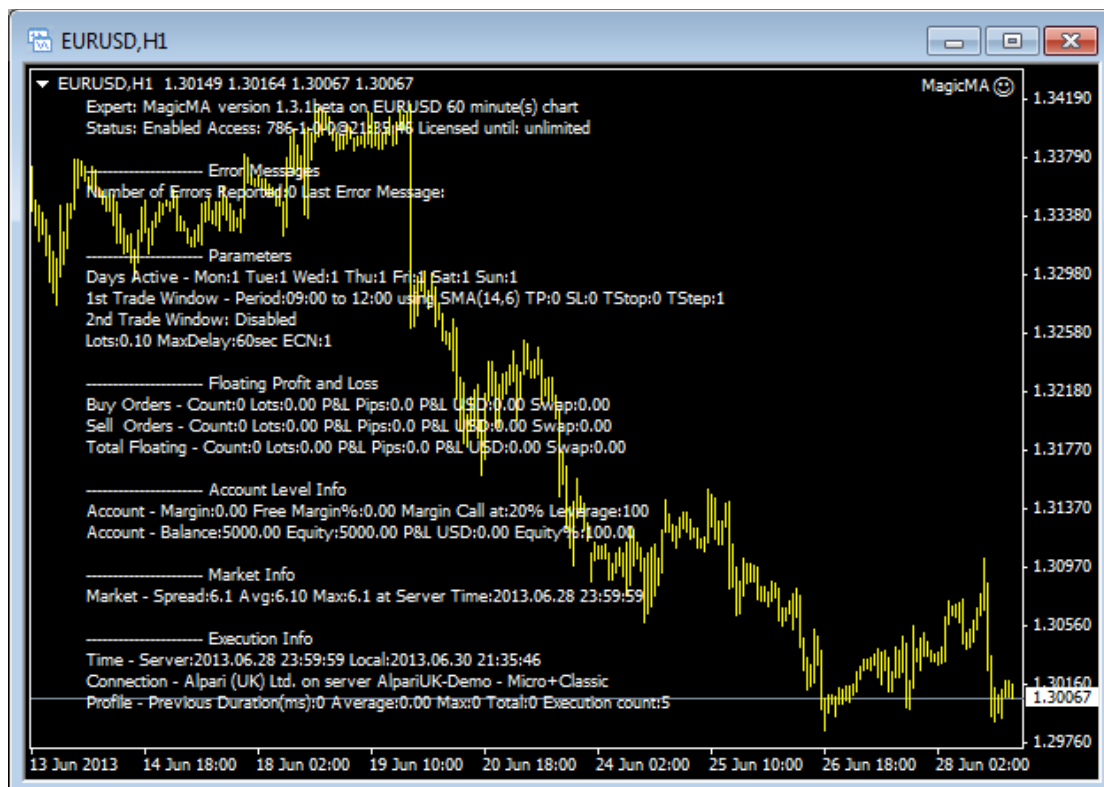 EURUSD,H1
EURUSD,H1 1.30149 1.30164 1.30067 1.30067
MagicMA
Expert: MagicMA version 1.3.1beta on EURUSD 60 minute(s) chart
Status: Enabled Access: 786-1-0-0@21:35:46 Licensed until: unlimited
--------------------- Error Messages
Number of Errors Reported:0 Last Error Message:
--------------------- Parameters
Days Active - Mon:1 Tue:1 Wed:1 Thu:1 Fri:1 Sat:1 Sun:1
1st Trade Window - Period:09:00 to 12:00 using SMA(14,6) TP:0 SL:0 TStop:0 TStep:1
2nd Trade Window: Disabled
Lots:0.10 MaxDelay:60sec ECN:1
--------------------- Floating Profit and Loss
Buy Orders - Count:0 Lots:0.00 P&L Pips:0.0 P&L USD:0.00 Swap:0.00
Sell Orders - Count:0 Lots:0.00 P&L Pips:0.0 P&L USD:0.00 Swap:0.00
Total Floating - Count:0 Lots:0.00 P&L Pips:0.0 P&L USD:0.00 Swap:0.00
--------------------- Account Level Info
Account - Margin:0.00 Free Margin%:0.00 Margin Call at:20% Leverage:100
Account - Balance:5000.00 Equity:5000.00 P&L USD:0.00 Equity%:100.00
--------------------- Market Info
Market - Spread:6.1 Avg:6.10 Max:6.1 at Server Time:2013.06.28 23:59:59
--------------------- Execution Info
Time - Server:2013.06.28 23:59:59 Local:2013.06.30 21:35:46
Connection - Alpari (UK) Ltd. on server AlpariUK-Demo - Micro+Classic
Profile - Previous Duration(ms):0 Average:0.00 Max:0 Total:0 Execution count:5
1.34190
1.33790
1.33380
1.32980
1.32580
1.32180
1.31770
1.31370
1.30970
1.30560
1.30160
1.30067
1.29760
13 Jun 2013 14 Jun 18:00 18 Jun 02:00 19 Jun 10:00 20 Jun 18:00 24 Jun 02:00 25 Jun 10:00 26 Jun 18:00 28 Jun 02:00